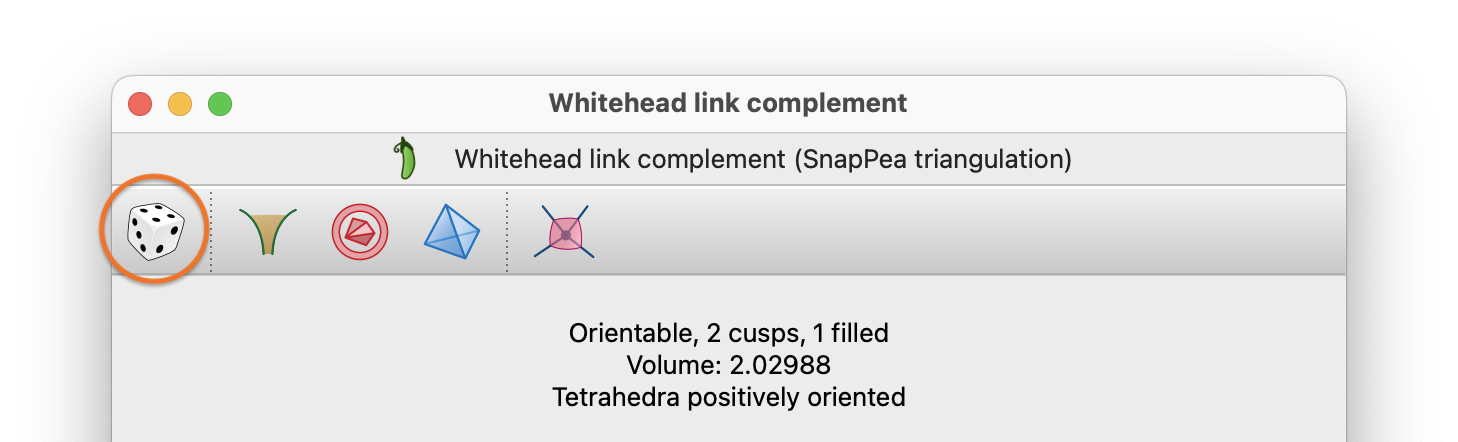 Whitehead link complement
Whitehead link complement (SnapPea triangulation)
Orientable, 2 cusps, 1 filled
Volume: 2.02988
Tetrahedra positively oriented